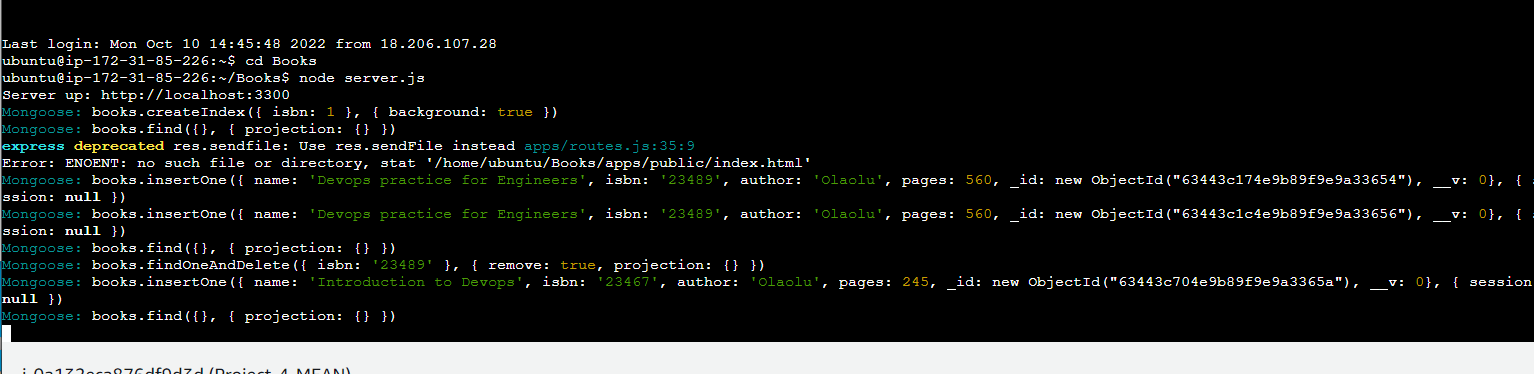 Last login: Mon Oct 10 14:45:48 2022 from 18.206.107.28
ubuntu@ip-172-31-85-226:~$ cd Books
ubuntu@ip-172-31-85-226:~/Books$ node server.js
Server up: http://localhost:3300
Mongoose: books.createIndex({ isbn: 1 }, { background: true })
Mongoose: books.find({}, { projection: {} })
express deprecated res.sendfile: Use res.sendFile instead apps/routes.js:35:9
Error: ENOENT: no such file or directory, stat '/home/ubuntu/Books/apps/public/index.html'
Mongoose: books.insertOne({ name: 'Devops practice for Engineers', isbn: '23489', author: 'Olaolu', pages: 560, _id: new ObjectId("63443c174e9b89f9e9a33654"), __v: 0}, {
ssion: null })
Mongoose: books.insertOne({ name: 'Devops practice for Engineers', isbn: '23489', author: 'Olaolu', pages: 560, _id: new ObjectId("63443c1c4e9b89f9e9a33656"), __v: 0}, {
ssion: null })
Mongoose: books.find({}, { projection: {} })
Mongoose: books.findOneAndDelete({ isbn: '23489' }, { remove: true, projection: {} })
Mongoose: books.insertOne({ name: 'Introduction to Devops', isbn: '23467', author: 'Olaolu', pages: 245, _id: new ObjectId("63443c704e9b89f9e9a3365a"), __v: 0}, { session
null })
Mongoose: books.find({}, { projection: {} })
(Project-4-MEAN)